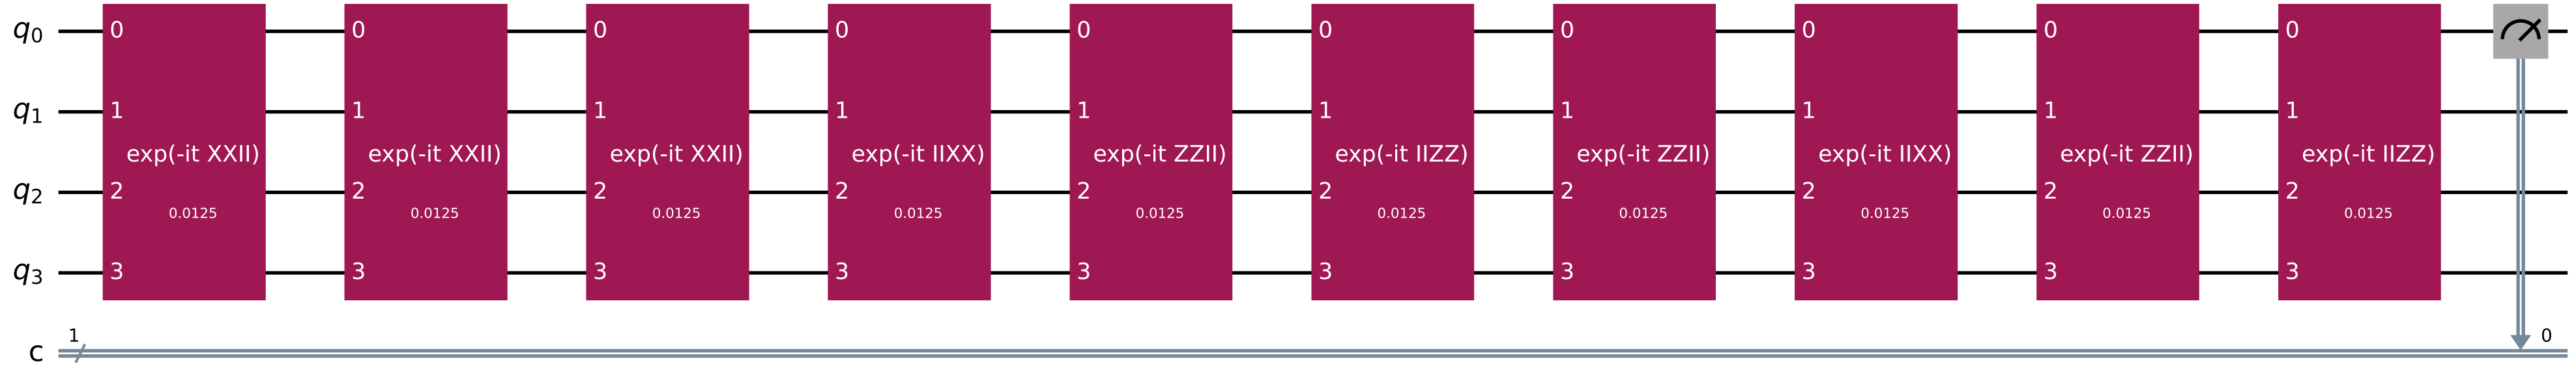 q0 0 0 0 0 0 0 0 0 0 0
q1 1 1 1 1 1 1 1 1 1 1
exp(-it XXII) exp(-it XXII) exp(-it XXII) exp(-it IIXX) exp(-it ZZII) exp(-it IIZZ) exp(-it ZZII) exp(-it IIXX) exp(-it ZZII) exp(-it IIZZ)
q2 2 2 2 2 2 2 2 2 2 2
0.0125 0.0125 0.0125 0.0125 0.0125 0.0125 0.0125 0.0125 0.0125 0.0125
q3 3 3 3 3 3 3 3 3 3 3
1 0
c